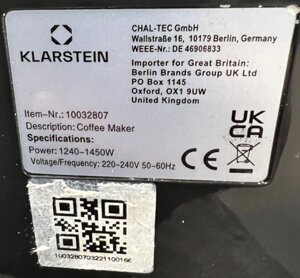 KLARSTEIN
CHAL-TEC GmbH
Wallstraße 16, 10179 Berlin, Germany
WEEE-Nr.: DE 46906833
Importer for Great Britain:
Berlin Brands Group UK Ltd
PO Box 1145
Oxford, OX1 9UW
United Kingdom
Item-Nr.: 10032807
Description: Coffee Maker
Specifications:
Power: 1240-1450W
Voltage/Frequency: 220-240V 50-60Hz
UK
CA
CE
1003280703221100166